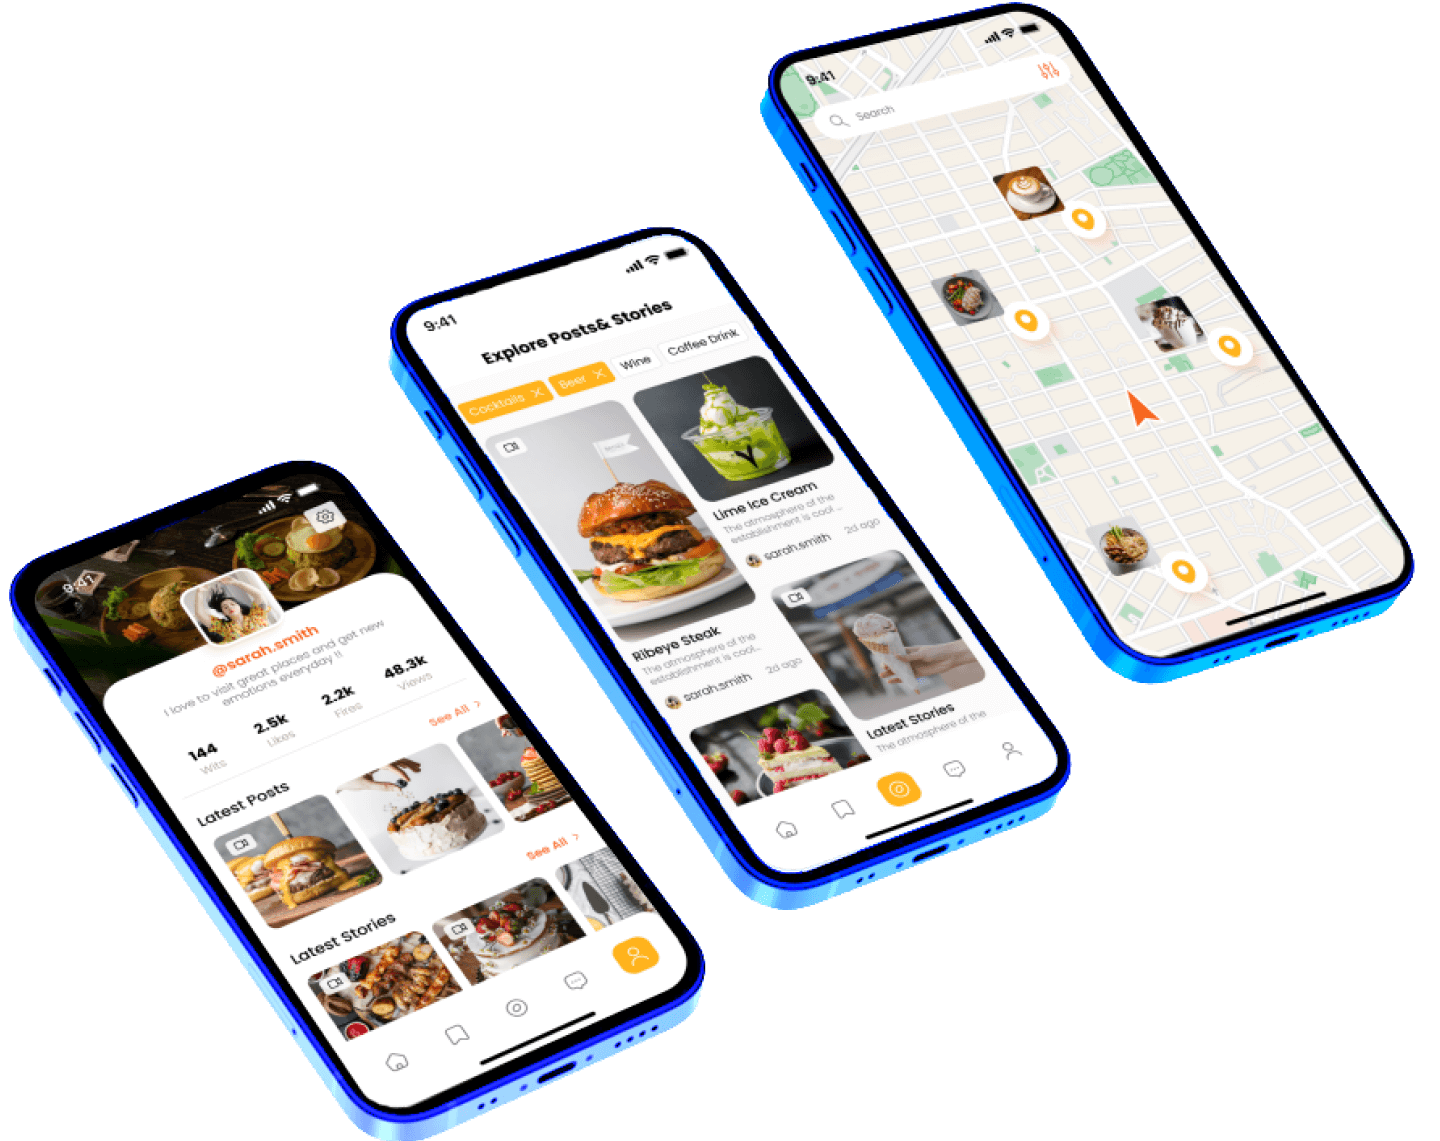 9:41
@sarah.smith
I love to visit great places and get new
emotions everyday !!
144
Wits
2.5k
Likes
2.2k
Fires
48.3k
Views
See All >
Latest Posts
See All >
Latest Stories
9:41
Explore Posts& Stories
Cocktails
Beer
Wine
Coffee Drink
Ribeye Steak
The atmosphere of the
establishment is cool...
2d ago
sarah.smith
Lime Ice Cream
The atmosphere of the
establishment is cool ...
2d ago
sarah.smith
Latest Stories
The atmosphere of the
9:41
Search